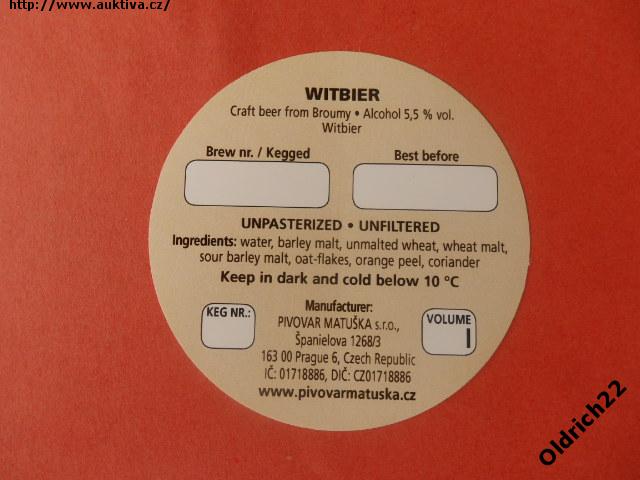 http://www.auktiva.cz/
WITBIER
Craft beer from Broumy • Alcohol 5,5 % vol.
Witbier
Brew nr. / Kegged
Best before
UNPASTERIZED • UNFILTERED
Ingredients: water, barley malt, unmalted wheat, wheat malt,
sour barley malt, oat-flakes, orange peel, coriander
Keep in dark and cold below 10 °C
KEG NR.:
Manufacturer:
PIVOVAR MATUŠKA s.r.o.,
Španielova 1268/3
163 00 Prague 6, Czech Republic
IČ: 01718886, DIČ: CZ01718886
www.pivovarmatuska.cz
VOLUME
l
Oldrich22